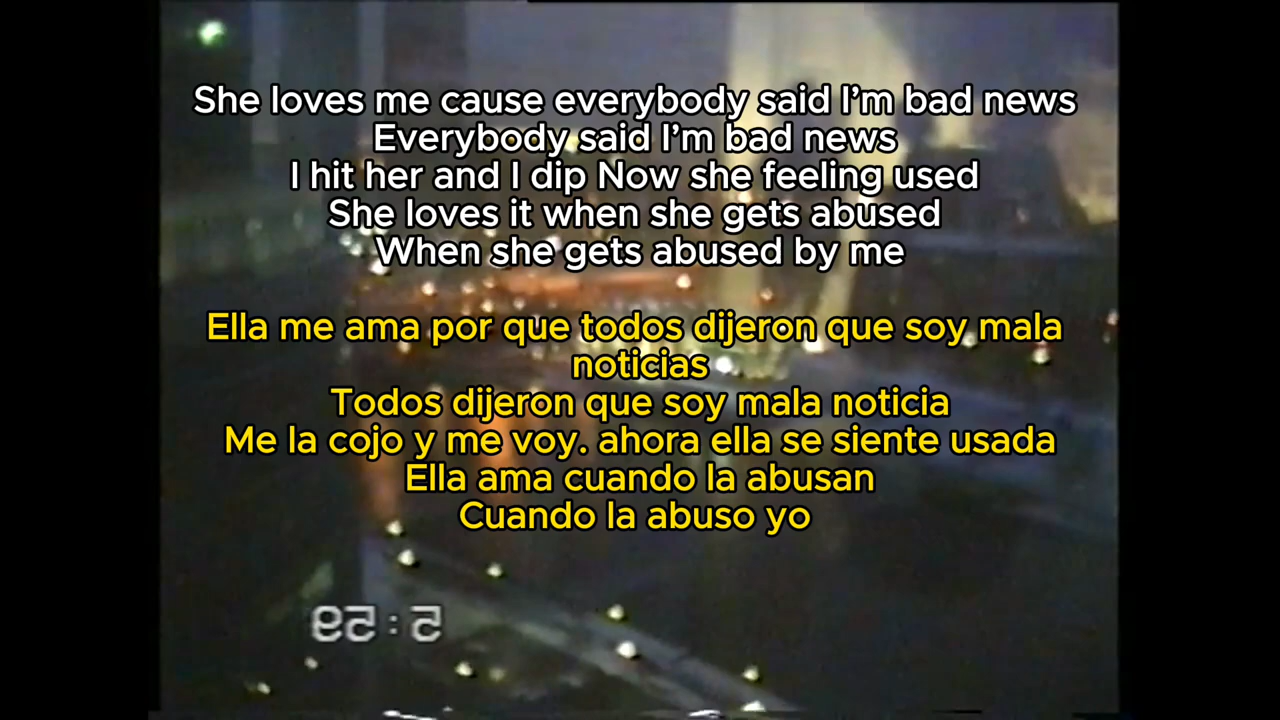 She loves me cause everybody said I’m bad news
Everybody said I’m bad news
I hit her and I dip Now she feeling used
She loves it when she gets abused
When she gets abused by me
Ella me ama por que todos dijeron que soy mala
noticias
Todos dijeron que soy mala noticia
Me la cojo y me voy. ahora ella se siente usada
Ella ama cuando la abusan
Cuando la abuso yo
5:59